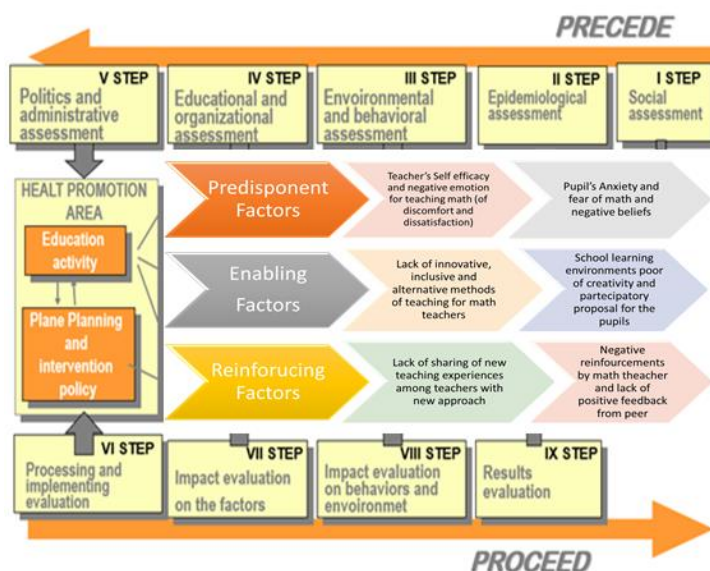 PRECEDE
V STEP
Politics and
administrative
assessment
IV STEP
Educational and
organizational
assessment
III STEP
Envoironmental
and behavioral
assessment
II STEP
Epidemiological
assessment
I STEP
Social
assessment
HEALT PROMOTION
AREA
Education
activity
Plane Planning
and
intervention
policy
Predisponent
Factors
Teacher's Self efficacy
and negative emotion
for teaching math (of
discomfort and
dissatisfaction)
Pupil's Anxiety and
fear of math and
negative beliefs
Enabling
Factors
Lack of innovative,
inclusive and
alternative methods
of teaching for math
teachers
School learning
environments poor
of creativity and
partecipatory
proposal for the
pupils
Reinforucing
Factors
Lack of sharing of new
teaching experiences
among teachers with
new approach
Negative
reinfourcements
by math theacher
and lack of
positive feedback
from peer
VI STEP
Processing and
implementing
evaluation
VII STEP
Impact evaluation
on the factors
VIII STEP
Impact evaluation
on behaviors and
envoironmet
IX STEP
Results
evaluation
PROCEED